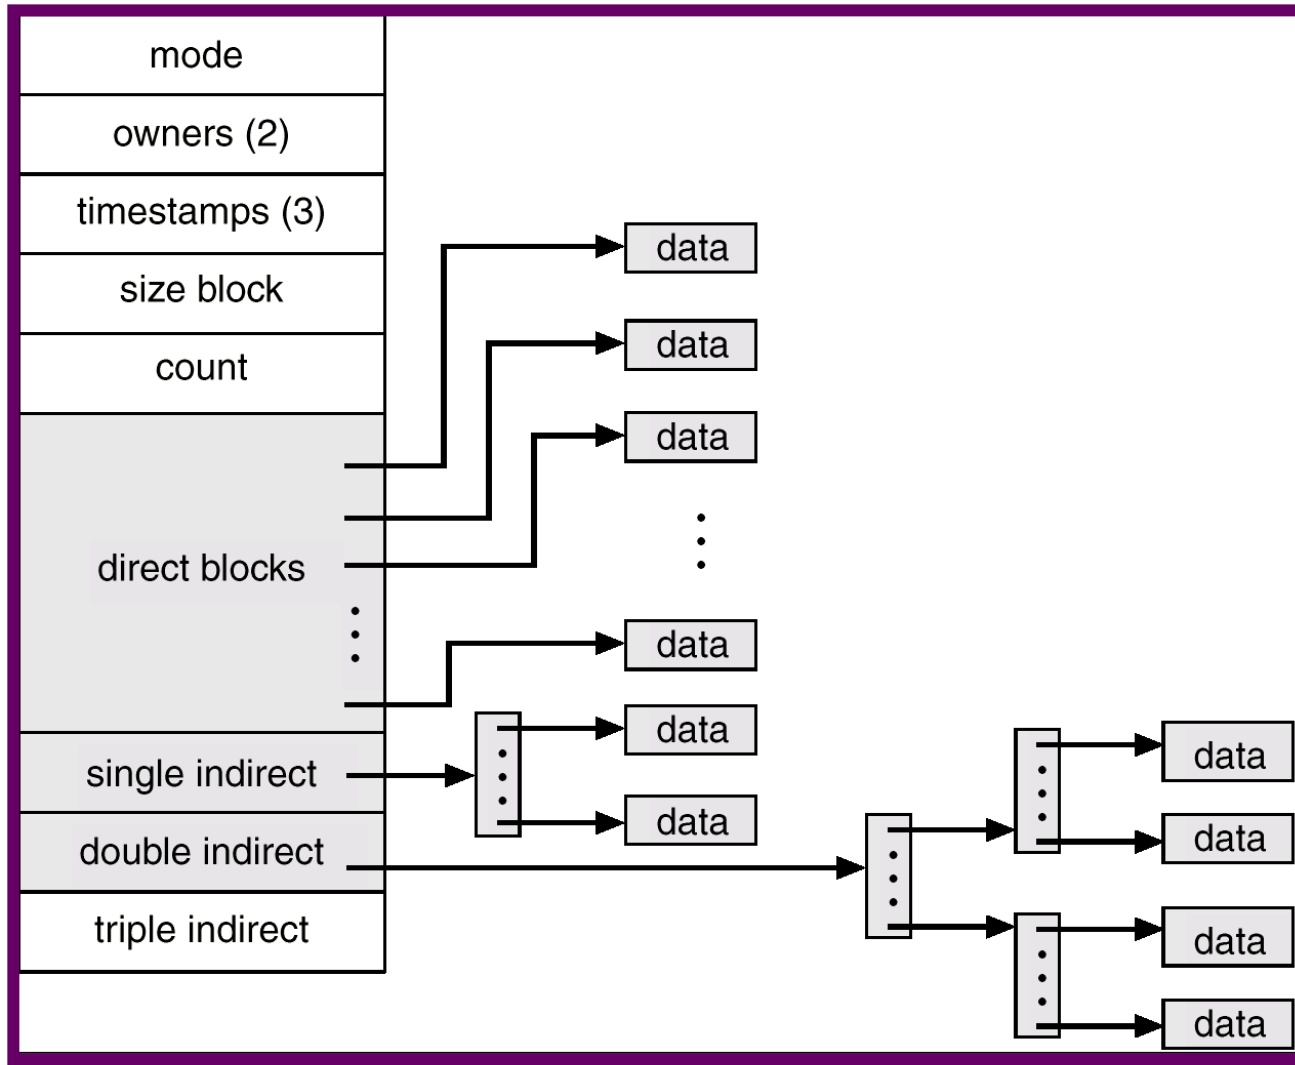 mode
owners (2)
timestamps (3)
size block
count
direct blocks
single indirect
double indirect
triple indirect
data
data
data
data
data
data
data
data
data
data